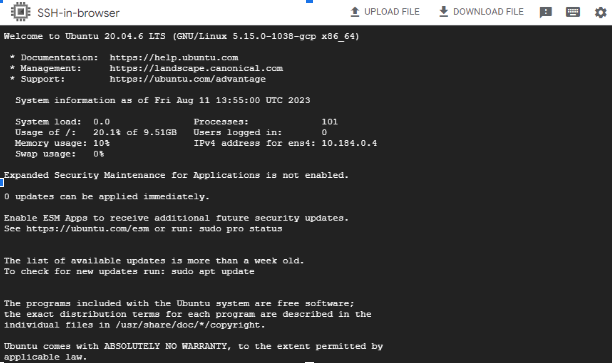 SSH-in-browser
UPLOAD FILE
DOWNLOAD FILE
Welcome to Ubuntu 20.04.6 LTS (GNU/Linux 5.15.0-1038-gcp x86_64)
* Documentation:  https://help.ubuntu.com
* Management:     https://landscape.canonical.com
* Support:        https://ubuntu.com/advantage
System information as of Fri Aug 11 13:55:00 UTC 2023
System load:  0.0               Processes:             101
Usage of /:   20.1% of 9.51GB   Users logged in:       0
Memory usage: 10%               IPv4 address for ens4: 10.184.0.4
Swap usage:   0%
Expanded Security Maintenance for Applications is not enabled.
0 updates can be applied immediately.
Enable ESM Apps to receive additional future security updates.
See https://ubuntu.com/esm or run: sudo pro status
The list of available updates is more than a week old.
To check for new updates run: sudo apt update
The programs included with the Ubuntu system are free software;
the exact distribution terms for each program are described in the
individual files in /usr/share/doc/*/copyright.
Ubuntu comes with ABSOLUTELY NO WARRANTY, to the extent permitted by
applicable law.